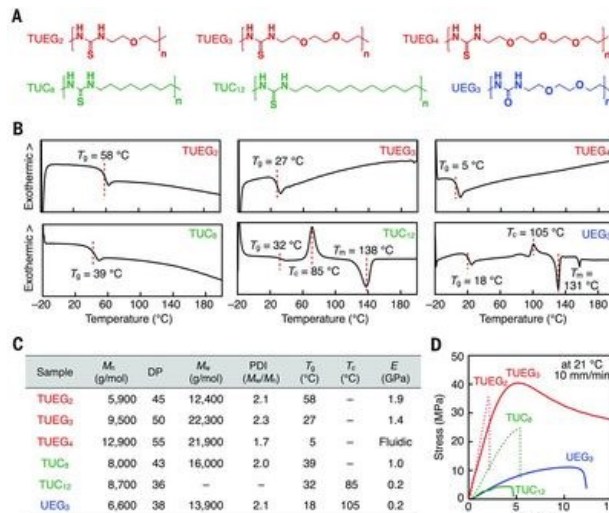 A
TUEG2
TUEG3
TUEG4
TUC8
TUC12
UEG3
B
Exothermic >
Tg = 58 °C
TUEG2
Tg = 27 °C
TUEG3
Tg = 5 °C
TUEG4
Exothermic >
Tg = 39 °C
TUC8
Tg = 32 °C
Tc = 85 °C
Tm = 138 °C
TUC12
Tc = 105 °C
Tg = 18 °C
Tm = 131 °C
UEG3
-20 20 60 100 140 180
-20 20 60 100 140 180
-20 20 60 100 140 180
Temperature (°C)
Temperature (°C)
Temperature (°C)
C
Sample Mn (g/mol) DP Mw (g/mol) PDI (Mw/Mn) Tg (°C) Tc (°C) E (GPa)
TUEG2 5,900 45 12,400 2.1 58 – 1.9
TUEG3 9,500 50 22,300 2.3 27 – 1.4
TUEG4 12,900 55 21,900 1.7 5 – Fluidic
TUC8 8,000 43 16,000 2.0 39 – 1.0
TUC12 8,700 36 – – 32 85 0.2
UEG3 6,600 38 13,900 2.1 18 105 0.2
D
Stress (MPa)
50
40
30
20
10
0
at 21 °C
10 mm/min
TUEG2
TUEG3
TUC8
UEG3
TUC12
0 5 10